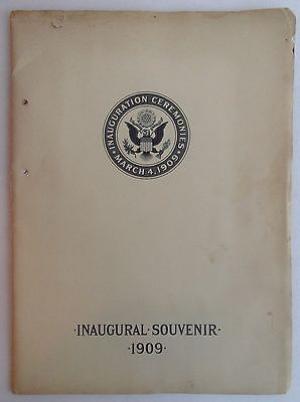 INAUGURATION CEREMONIES
· MARCH 4, 1909 ·
·INAUGURAL·SOUVENIR·
·1909·